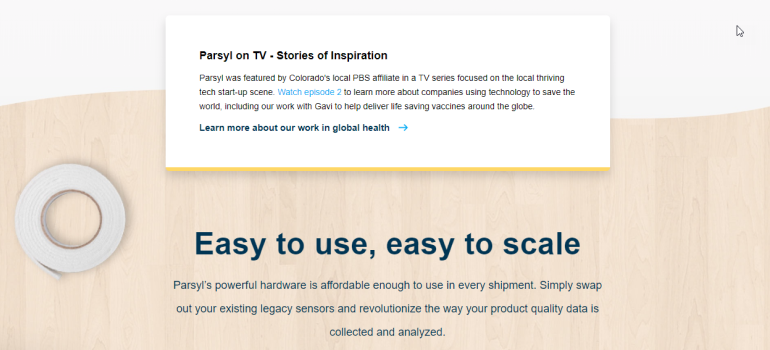 Parsyl on TV - Stories of Inspiration
Parsyl was featured by Colorado's local PBS affiliate in a TV series focused on the local thriving
tech start-up scene. Watch episode 2 to learn more about companies using technology to save the
world, including our work with Gavi to help deliver life saving vaccines around the globe.
Learn more about our work in global health →
Easy to use, easy to scale
Parsyl's powerful hardware is affordable enough to use in every shipment. Simply swap
out your existing legacy sensors and revolutionize the way your product quality data is
collected and analyzed.